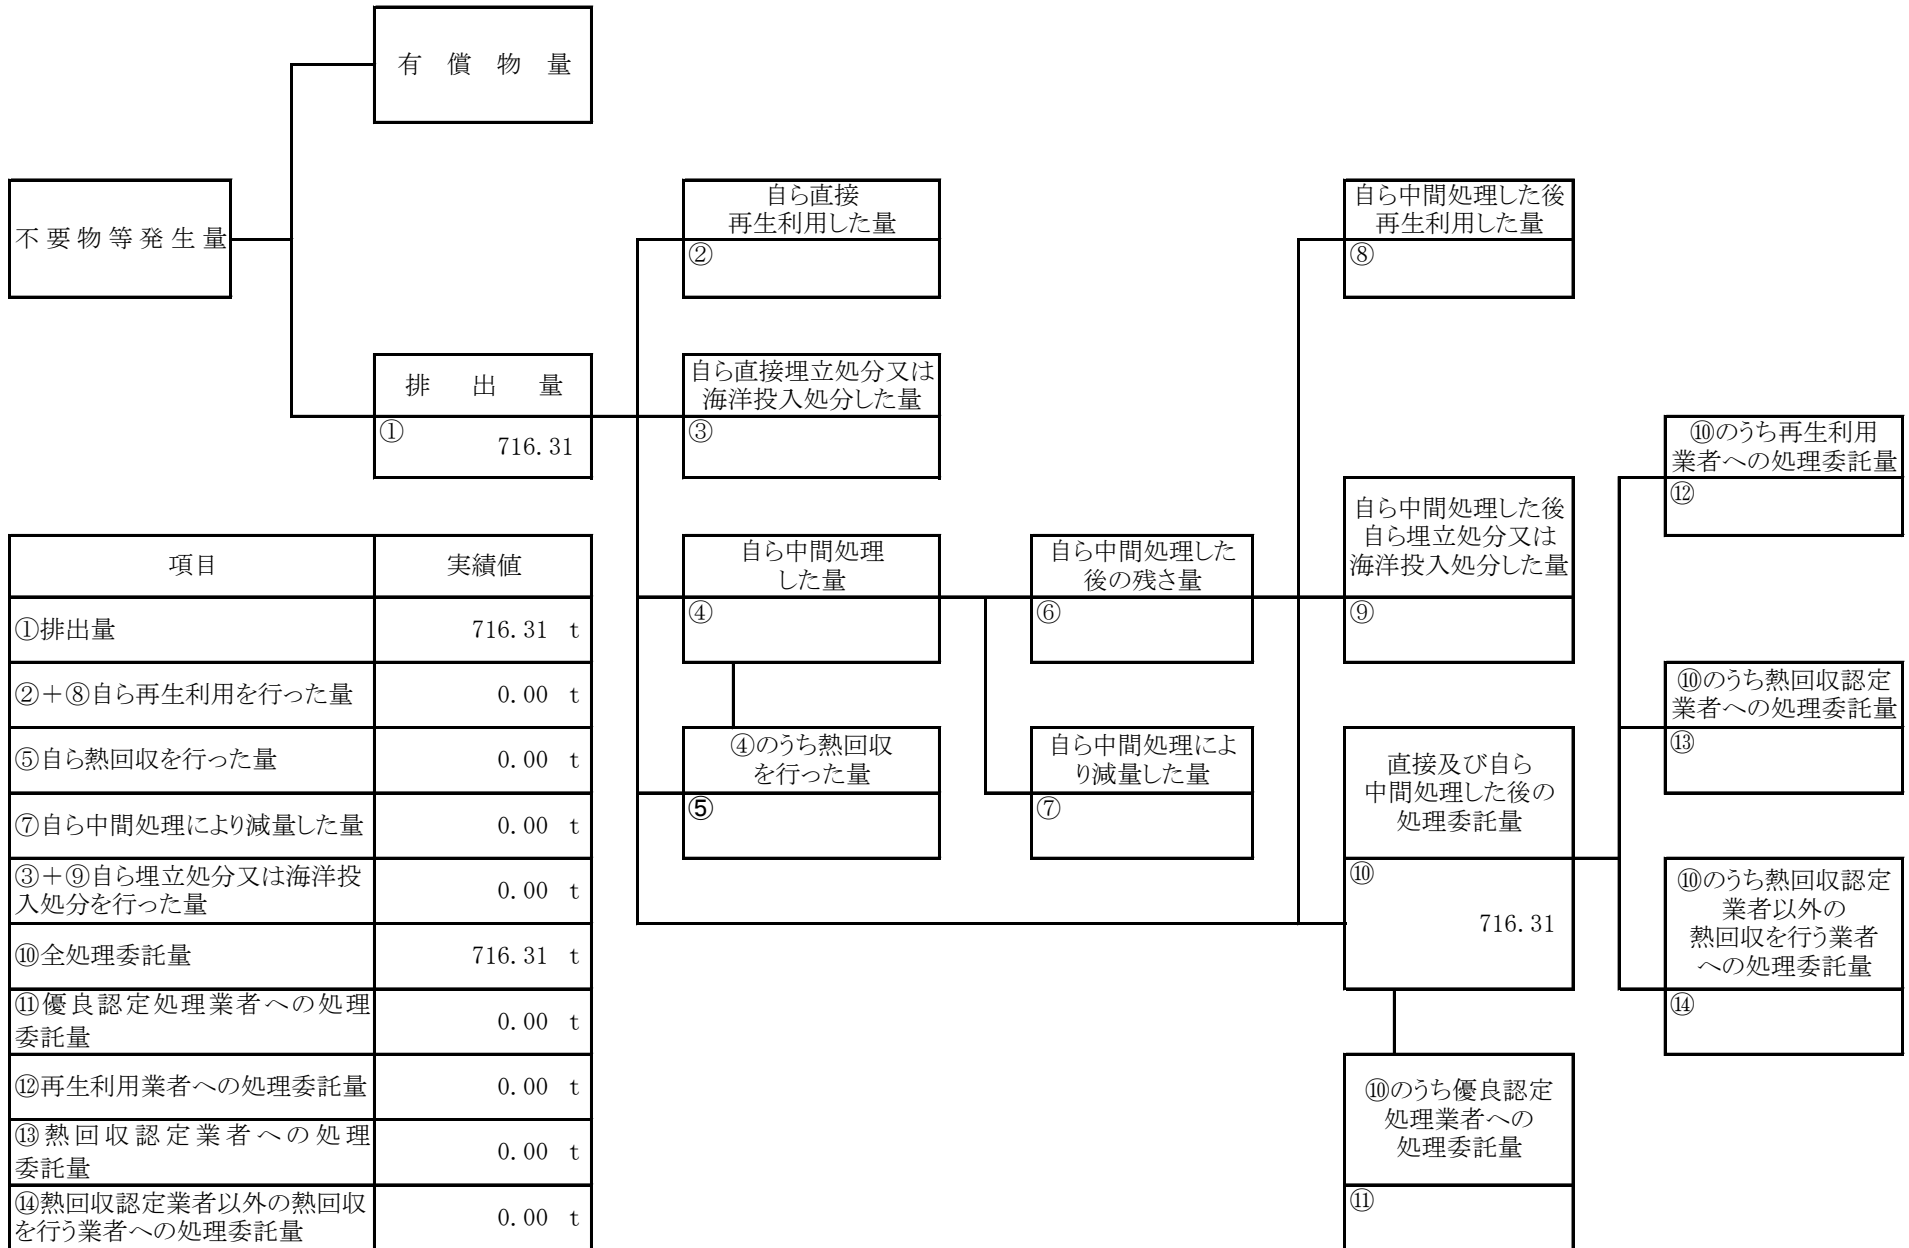 有償物量
不要物等発生量
自ら直接
再生利用した量
②
自ら中間処理した後
再生利用した量
⑧
排出量
①
716.31
自ら直接埋立処分又は
海洋投入処分した量
③
⑩のうち再生利用
業者への処理委託量
⑫
自ら中間処理
した量
④
自ら中間処理した
後の残さ量
⑥
自ら中間処理した後
自ら埋立処分又は
海洋投入処分した量
⑨
⑩のうち熱回収認定
業者への処理委託量
⑬
④のうち熱回収
を行った量
⑤
自ら中間処理によ
り減量した量
⑦
直接及び自ら
中間処理した後の
処理委託量
⑩
716.31
⑩のうち熱回収認定
業者以外の
熱回収を行う業者
への処理委託量
⑭
⑩のうち優良認定
処理業者への
処理委託量
⑪
項目 実績値
①排出量 716.31 t
②+⑧自ら再生利用を行った量 0.00 t
⑤自ら熱回収を行った量 0.00 t
⑦自ら中間処理により減量した量 0.00 t
③+⑨自ら埋立処分又は海洋投
入処分を行った量 0.00 t
⑩全処理委託量 716.31 t
⑪優良認定処理業者への処理
委託量 0.00 t
⑫再生利用業者への処理委託量 0.00 t
⑬熱回収認定業者への処理
委託量 0.00 t
⑭熱回収認定業者以外の熱回収
を行う業者への処理委託量 0.00 t